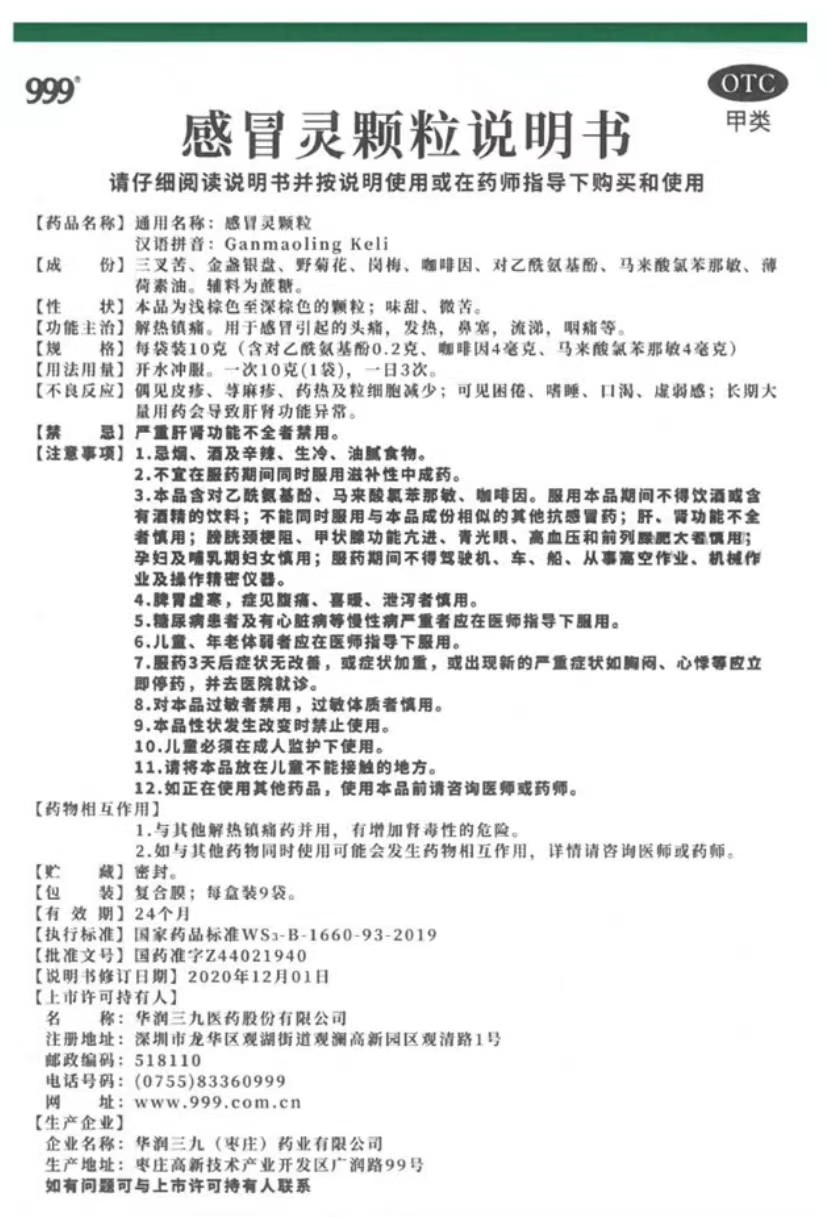 999®
OTC
甲类
感冒灵颗粒说明书
请仔细阅读说明书并按说明使用或在药师指导下购买和使用
【药品名称】通用名称：感冒灵颗粒
汉语拼音：Ganmaoling Keli
【成 份】三叉苦、金盏银盘、野菊花、岗梅、咖啡因、对乙酰氨基酚、马来酸氯苯那敏、薄
荷素油。辅料为蔗糖。
【性 状】本品为浅棕色至深棕色的颗粒；味甜、微苦。
【功能主治】解热镇痛。用于感冒引起的头痛，发热，鼻塞，流涕，咽痛等。
【规 格】每袋装10克（含对乙酰氨基酚0.2克、咖啡因4毫克、马来酸氯苯那敏4毫克）
【用法用量】开水冲服。一次10克(1袋)，一日3次。
【不良反应】偶见皮疹、荨麻疹、药热及粒细胞减少；可见困倦、嗜睡、口渴、虚弱感；长期大
量用药会导致肝肾功能异常。
【禁 忌】严重肝肾功能不全者禁用。
【注意事项】1.忌烟、酒及辛辣、生冷、油腻食物。
2.不宜在服药期间同时服用滋补性中成药。
3.本品含对乙酰氨基酚、马来酸氯苯那敏、咖啡因。服用本品期间不得饮酒或含
有酒精的饮料；不能同时服用与本品成份相似的其他抗感冒药；肝、肾功能不全
者慎用；膀胱颈梗阻、甲状腺功能亢进、青光眼、高血压和前列腺肥大者慎用；
孕妇及哺乳期妇女慎用；服药期间不得驾驶机、车、船、从事高空作业、机械作
业及操作精密仪器。
4.脾胃虚寒，症见腹痛、喜暖、泄泻者慎用。
5.糖尿病患者及有心脏病等慢性病严重者应在医师指导下服用。
6.儿童、年老体弱者应在医师指导下服用。
7.服药3天后症状无改善，或症状加重，或出现新的严重症状如胸闷、心悸等应立
即停药，并去医院就诊。
8.对本品过敏者禁用，过敏体质者慎用。
9.本品性状发生改变时禁止使用。
10.儿童必须在成人监护下使用。
11.请将本品放在儿童不能接触的地方。
12.如正在使用其他药品，使用本品前请咨询医师或药师。
【药物相互作用】
1.与其他解热镇痛药并用，有增加肾毒性的危险。
2.如与其他药物同时使用可能会发生药物相互作用，详情请咨询医师或药师。
【贮 藏】密封。
【包 装】复合膜；每盒装9袋。
【有 效 期】24个月
【执行标准】国家药品标准WS₃-B-1660-93-2019
【批准文号】国药准字Z44021940
【说明书修订日期】2020年12月01日
【上市许可持有人】
名 称：华润三九医药股份有限公司
注册地址：深圳市龙华区观湖街道观澜高新园区观清路1号
邮政编码：518110
电话号码：(0755)83360999
网 址：www.999.com.cn
【生产企业】
企业名称：华润三九（枣庄）药业有限公司
生产地址：枣庄高新技术产业开发区广润路99号
如有问题可与上市许可持有人联系